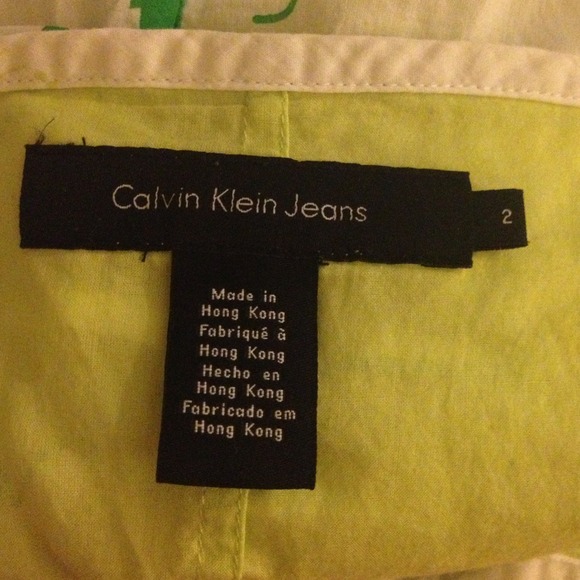 Calvin Klein Jeans
2
Made in
Hong Kong
Fabriqué à
Hong Kong
Hecho en
Hong Kong
Fabricado em
Hong Kong